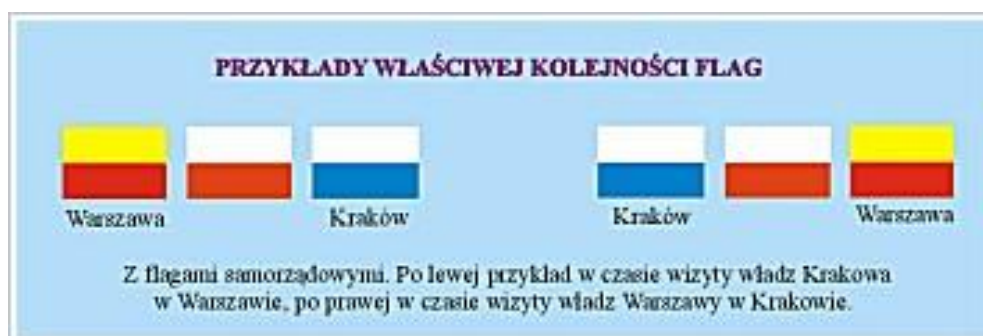 PRZYKŁADY WŁAŚCIWEJ KOLEJNOŚCI FLAG
Warszawa Kraków Kraków Warszawa
Z flagami samorządowymi. Po lewej przykład w czasie wizyty władz Krakowa
w Warszawie, po prawej w czasie wizyty władz Warszawy w Krakowie.